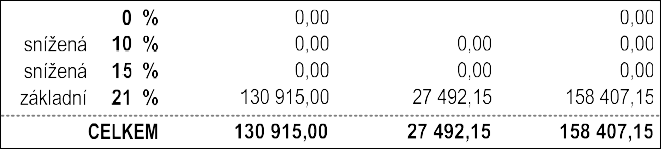 0 % 0,00 0,00
snížená 10 % 0,00 0,00 0,00
snížená 15 % 0,00 0,00 0,00
základní 21 % 130 915,00 27 492,15 158 407,15
CELKEM 130 915,00 27 492,15 158 407,15